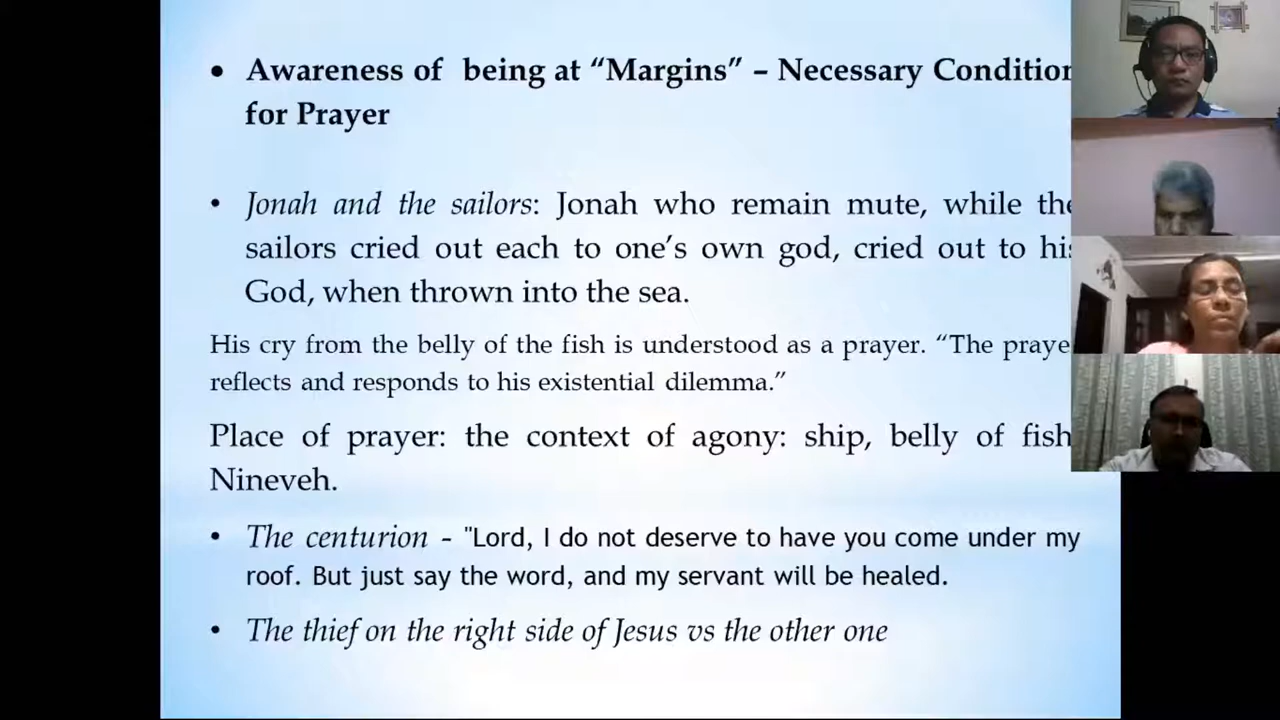 • Awareness of being at “Margins” – Necessary Condition
for Prayer
• Jonah and the sailors: Jonah who remain mute, while the
sailors cried out each to one’s own god, cried out to his
God, when thrown into the sea.
His cry from the belly of the fish is understood as a prayer. “The praye
reflects and responds to his existential dilemma.”
Place of prayer: the context of agony: ship, belly of fish
Nineveh.
• The centurion - "Lord, I do not deserve to have you come under my
roof. But just say the word, and my servant will be healed.
• The thief on the right side of Jesus vs the other one